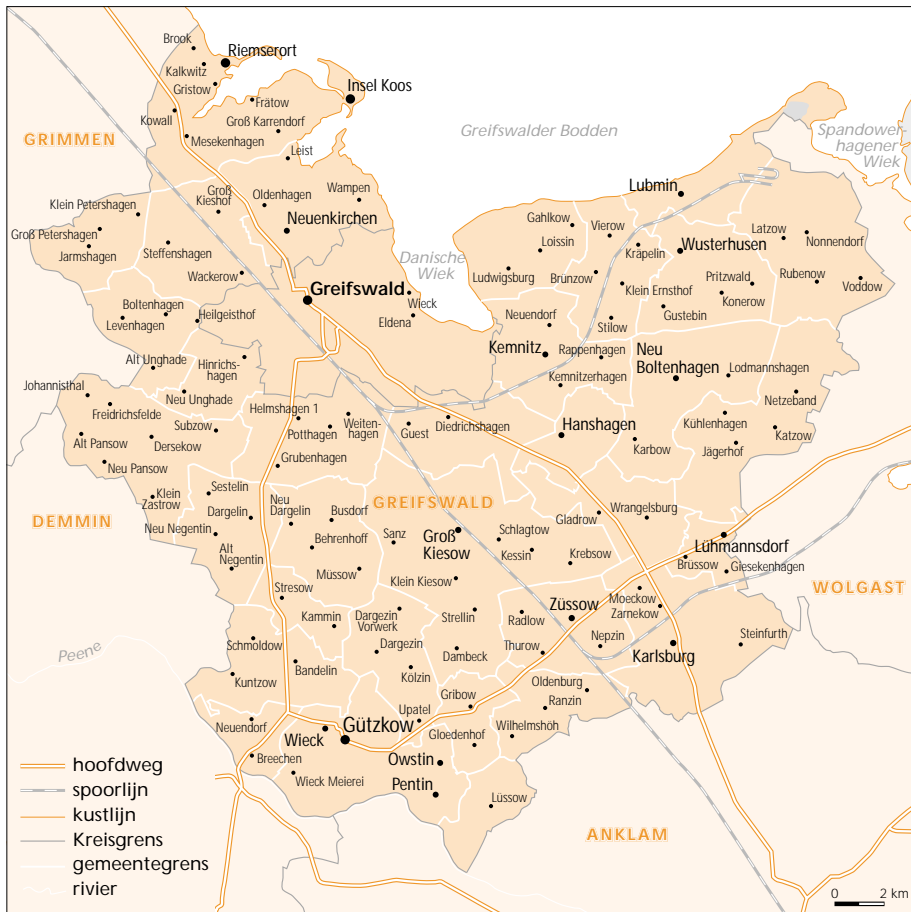 Brook
Riemserort
Kalkwitz
Gristow
Insel Koos
Frätow
Kowall
Groß Karrendorf
GRIMMEN
Mesekenhagen
Greifswalder Bodden
Spandower-
hagener
Wiek
Leist
Wampen
Lubmin
Groß
Kieshof
Oldenhagen
Klein Petershagen
Neuenkirchen
Gahlkow
Vierow
Latzow
Nonnendorf
Groß Petershagen
Jarmshagen
Steffenshagen
Loissin
Kräpelin
Wusterhusen
Danische
Wiek
Wackerow
Ludwigsburg
Brünzow
Klein Ernsthof
Pritzwald
Rubenow
Voddow
Greifswald
Wieck
Konerow
Gustebin
Boltenhagen
Levenhagen
Heilgeisthof
Eldena
Neuendorf
Stilow
Kemnitz
Rappenhagen
Neu
Boltenhagen
Alt Unghade
Hinrichs-
hagen
Lodmannshagen
Johannisthal
Neu Unghade
Kemnitzerhagen
Netzeband
Freidrichsfelde
Helmshagen 1
Weiten-
hagen
Subzow
Potthagen
Guest
Diedrichshagen
Hanshagen
Kühlenhagen
Katzow
Alt Pansow
Dersekow
Karbow
Jägerhof
Neu Pansow
Grubenhagen
Klein
Zastrow
Sestelin
Neu
Dargelin
GREIFSWALD
DEMMIN
Dargelin
Busdorf
Gladrow
Wrangelsburg
Neu Negentin
Behrenhoff
Sanz
Groß
Kiesow
Schlagtow
Kessin
Krebsow
Lühmannsdorf
Alt
Negentin
Brüssow
Giesekenhagen
Müssow
Klein Kiesow
WOLGAST
Stresow
Moeckow
Zarnekow
Kammin
Dargezin
Vorwerk
Strellin
Radlow
Züssow
Schmoldow
Nepzin
Karlsburg
Steinfurth
Peene
Dargezin
Dambeck
Thurow
Bandelin
Kölzin
Kuntzow
Oldenburg
Gribow
Ranzin
Neuendorf
Gützkow
Upatel
Wieck
Gloedenhof
Wilhelmshöh
Breechen
Owstin
Wieck Meierei
Pentin
Lüssow
ANKLAM
hoofdweg
spoorlijn
kustlijn
Kreisgrens
gemeentegrens
rivier
0 2 km